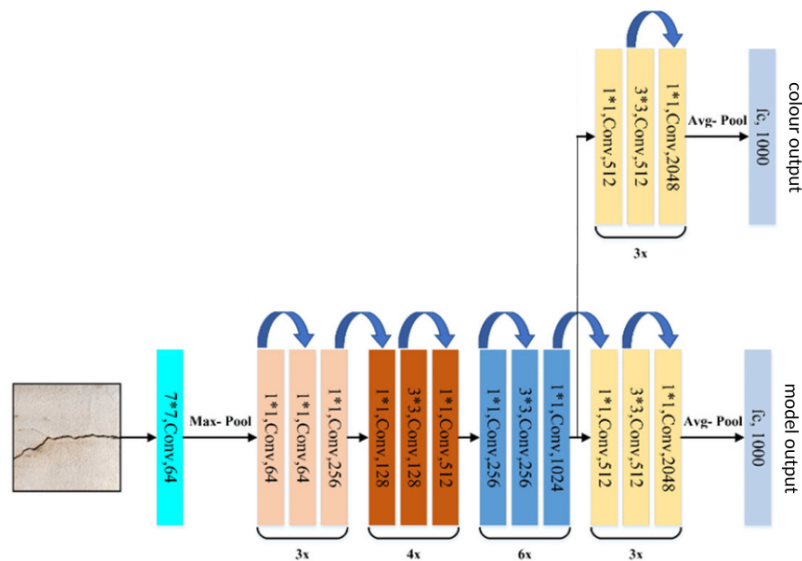 1*1,Conv,512
3*3,Conv,512
1*1,Conv,2048
Avg- Pool
fc, 1000
colour output
3x
7*7,Conv,64
Max- Pool
1*1,Conv,64
1*1,Conv,64
1*1,Conv,256
3x
1*1,Conv,128
3*3,Conv,128
1*1,Conv,512
4x
1*1,Conv,256
3*3,Conv,256
1*1,Conv,1024
6x
1*1,Conv,512
3*3,Conv,512
1*1,Conv,2048
3x
Avg- Pool
fc, 1000
model output